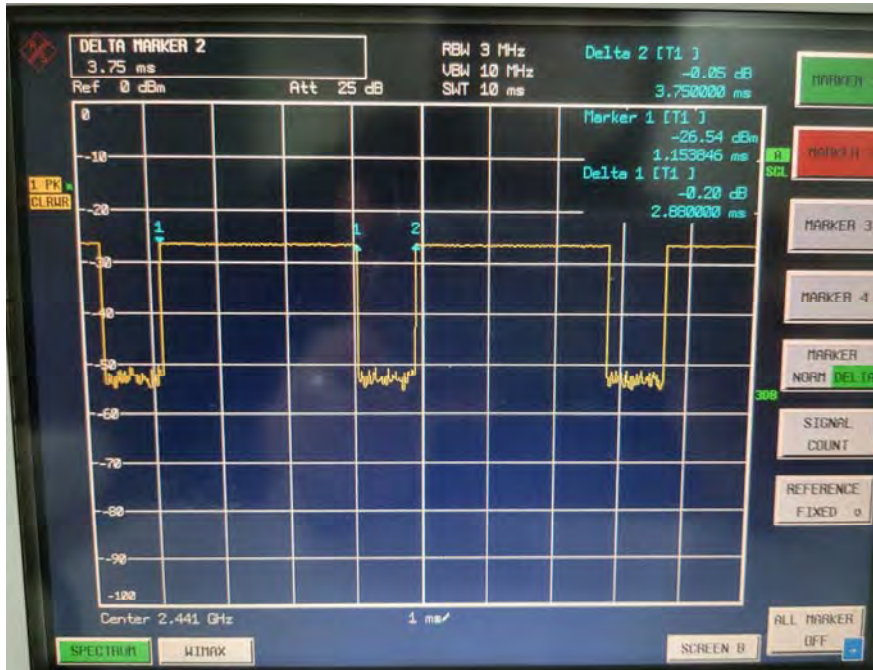 DELTA MARKER 2
3.75 ms
Ref 0 dBm
Att 25 dB
RBW 3 MHz
VBW 10 MHz
SWT 10 ms
Delta 2 [T1 ]
-0.05 dB
3.750000 ms
Marker 1 [T1 ]
-26.54 dBm
1.153846 ms
Delta 1 [T1 ]
-0.20 dB
2.880000 ms
A
SCL
1 PK
CLRWR
0
-10
-20
-30
-40
-50
-60
-70
-80
-90
-100
1
1
2
3DB
Center 2.441 GHz
1 ms/
SPECTRUM
WIMAX
SCREEN B
MARKER
MARKER
MARKER 3
MARKER 4
MARKER
NORM DELTA
SIGNAL
COUNT
REFERENCE
FIXED
ALL MARKER
OFF